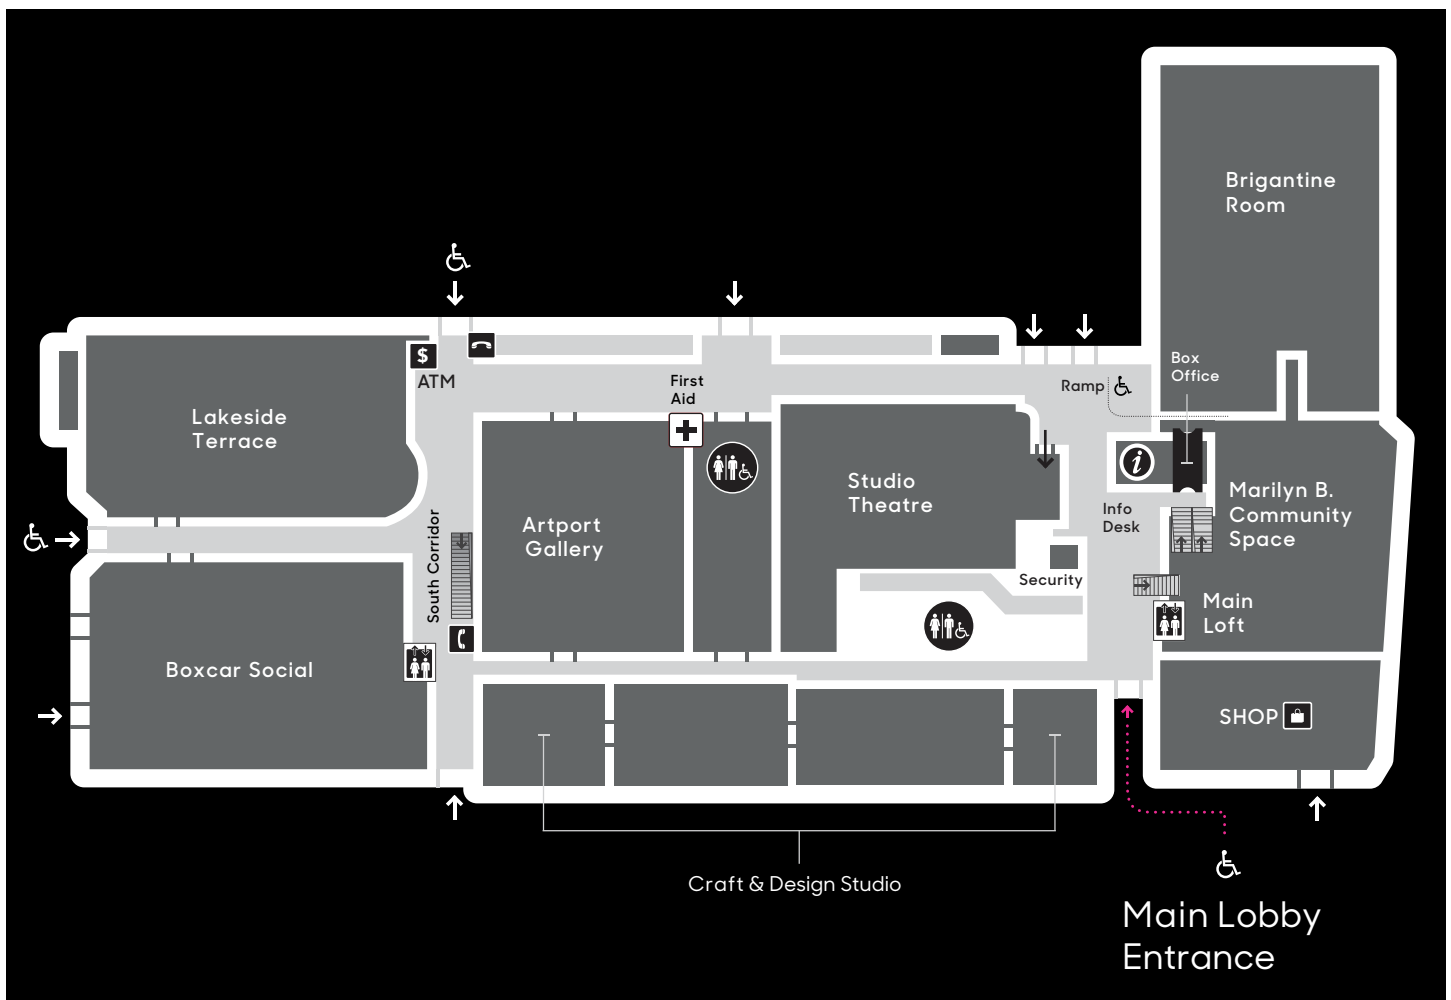 Brigantine
Room
Box
Office
$
ATM
First
Aid
Ramp
Lakeside
Terrace
Studio
Theatre
i
Marilyn B.
Community
Space
Info
Desk
Artport
Gallery
South Corridor
Security
Main
Loft
Boxcar Social
SHOP
Craft & Design Studio
Main Lobby
Entrance